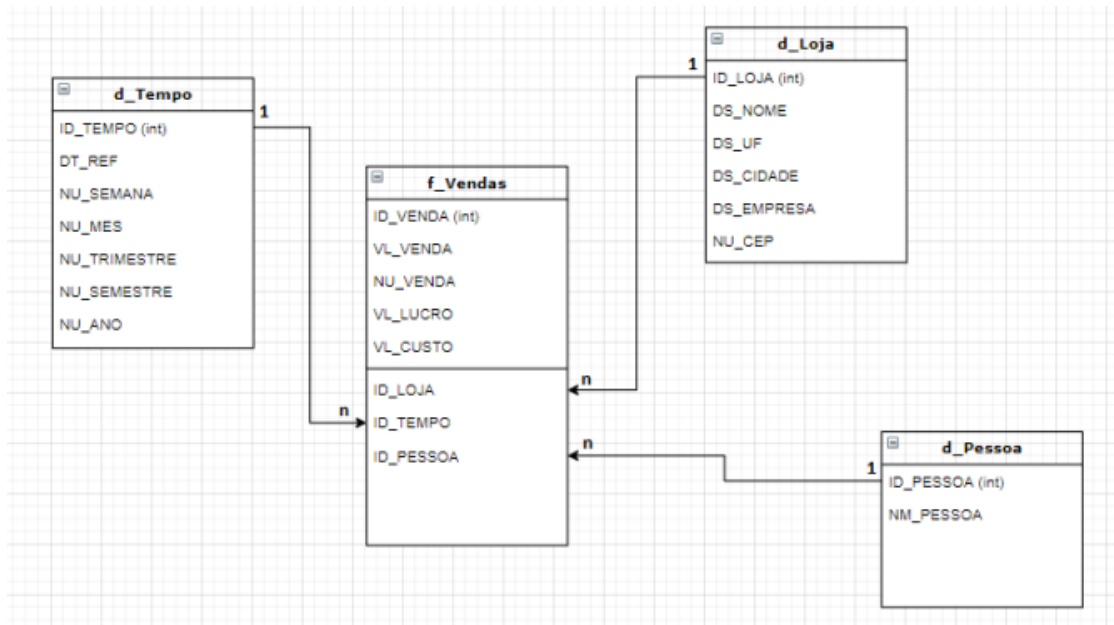 d_Tempo
1
ID_TEMPO (int)
DT_REF
NU_SEMANA
NU_MES
NU_TRIMESTRE
NU_SEMESTRE
NU_ANO
n
f_Vendas
ID_VENDA (int)
VL_VENDA
NU_VENDA
VL_LUCRO
VL_CUSTO
ID_LOJA
ID_TEMPO
ID_PESSOA
n
n
d_Loja
1
ID_LOJA (int)
DS_NOME
DS_UF
DS_CIDADE
DS_EMPRESA
NU_CEP
d_Pessoa
1
ID_PESSOA (int)
NM_PESSOA